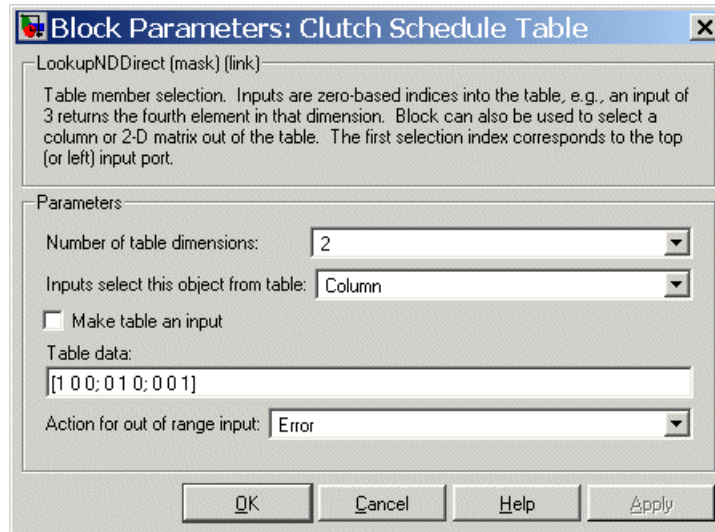 Block Parameters: Clutch Schedule Table
LookupNDDirect (mask) (link)
Table member selection.  Inputs are zero-based indices into the table, e.g., an input of
3 returns the fourth element in that dimension.  Block can also be used to select a
column or 2-D matrix out of the table.  The first selection index corresponds to the top
(or left) input port.
Parameters
Number of table dimensions: 2
Inputs select this object from table: Column
Make table an input
Table data:
[1 0 0; 0 1 0; 0 0 1]
Action for out of range input: Error
OK Cancel Help Apply